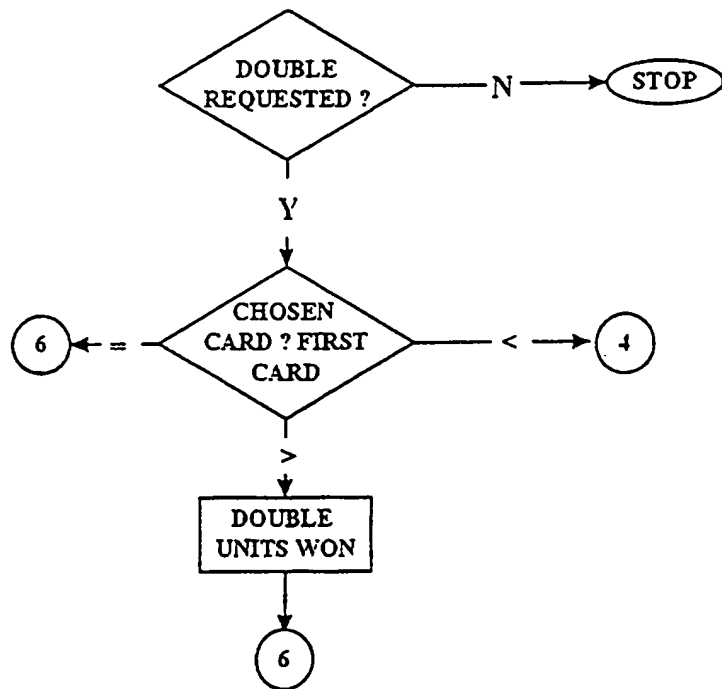 DOUBLE
REQUESTED ?
N
STOP
Y
CHOSEN
CARD ? FIRST
CARD
6
=
<
4
>
DOUBLE
UNITS WON
6